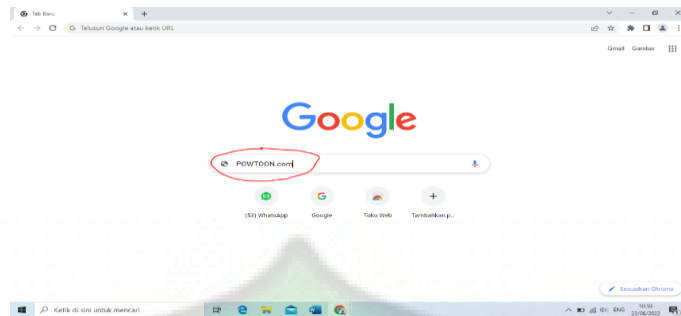 Tab Baru
Telusuri Google atau ketik URL
Gmail Gambar
Google
POWTOON.com
(53) WhatsApp Google Toko Web Tambahkan p...
Sesuaikan Chrome
Ketik di sini untuk mencari
ENG
10:50
23/06/2022